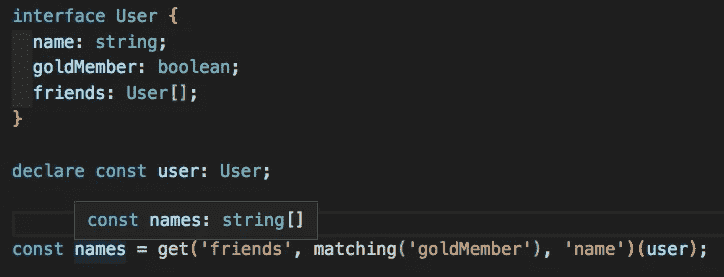 interface User {
  name: string;
  goldMember: boolean;
  friends: User[];
}
declare const user: User;
const names: string[]
const names = get('friends', matching('goldMember'), 'name')(user);